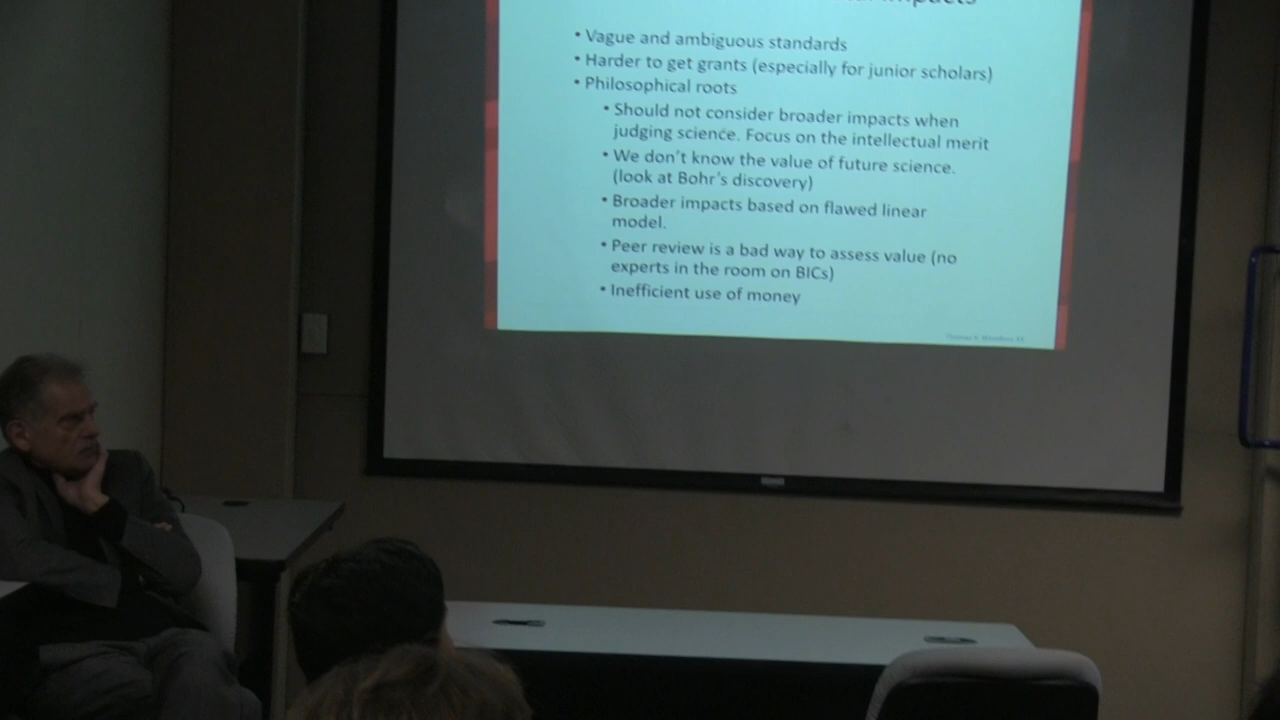 impacts
• Vague and ambiguous standards
• Harder to get grants (especially for junior scholars)
• Philosophical roots
• Should not consider broader impacts when
judging science. Focus on the intellectual merit
• We don't know the value of future science.
(look at Bohr's discovery)
• Broader impacts based on flawed linear
model.
• Peer review is a bad way to assess value (no
experts in the room on BICs)
• Inefficient use of money